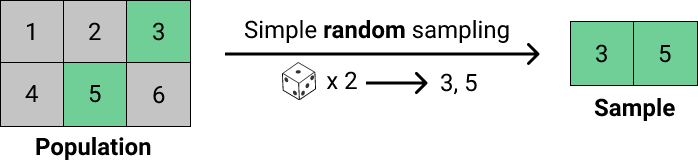 1 2 3
4 5 6
Population
Simple random sampling
x 2 3, 5
3 5
Sample